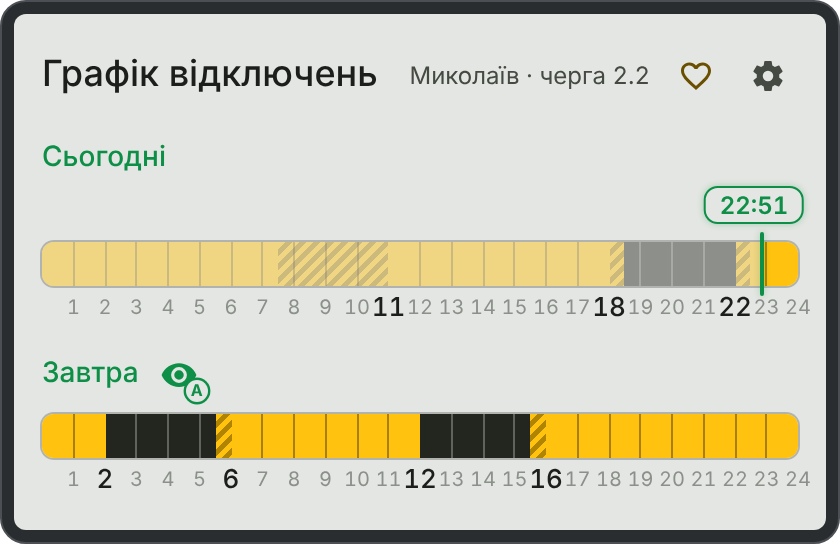 Графік відключень Миколаїв · черга 2.2
Сьогодні
22:51
1 2 3 4 5 6 7 8 9 10 11 12 13 14 15 16 17 18 19 20 21 22 23 24
Завтра A
1 2 3 4 5 6 7 8 9 10 11 12 13 14 15 16 17 18 19 20 21 22 23 24